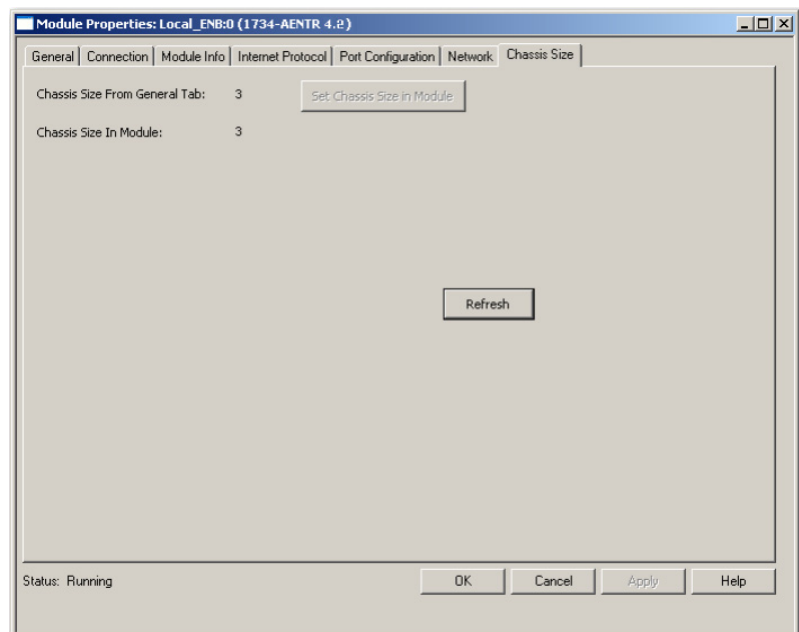 Module Properties: Local_ENB:0 (1734-AENTR 4.2)
General Connection Module Info Internet Protocol Port Configuration Network Chassis Size
Chassis Size From General Tab: 3 Set Chassis Size in Module
Chassis Size In Module: 3
Refresh
Status: Running OK Cancel Apply Help